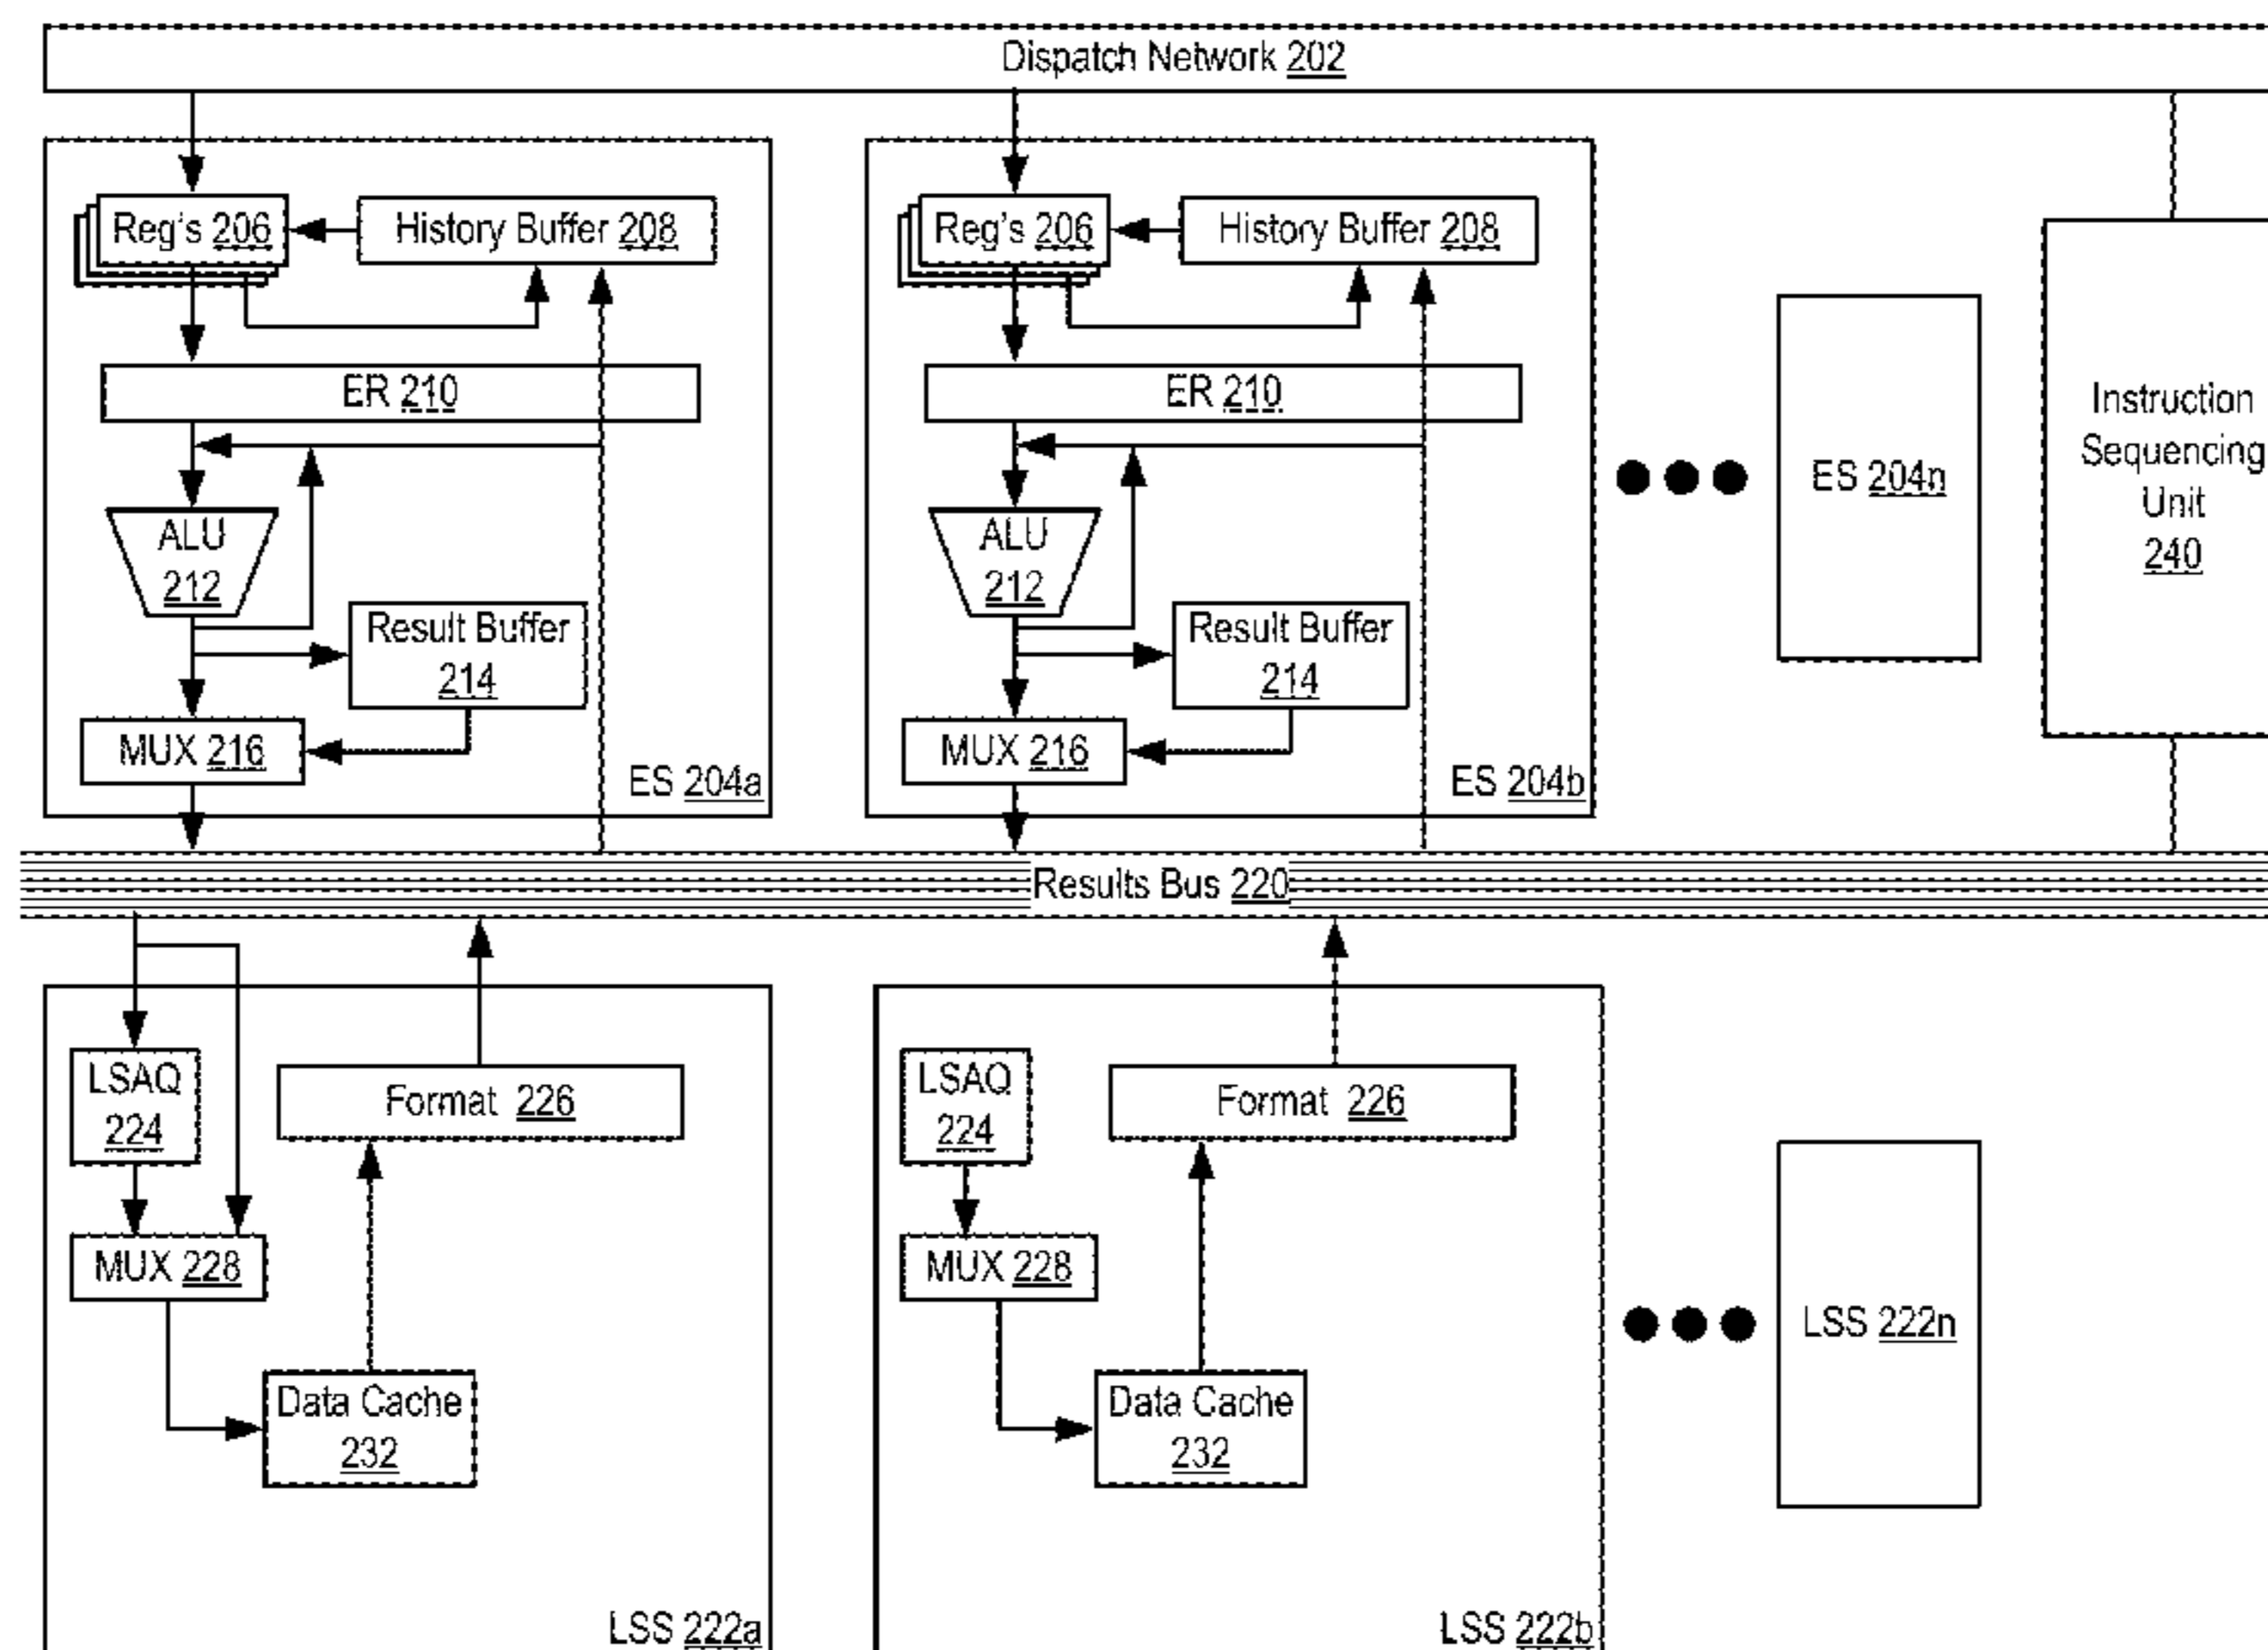 Dispatch Network 202
Reg's 206
History Buffer 208
ER 210
ALU
212
Result Buffer
214
MUX 216
ES 204a
Reg's 206
History Buffer 208
ER 210
ALU
212
Result Buffer
214
MUX 216
ES 204b
ES 204n
Instruction
Sequencing
Unit
240
Results Bus 220
LSAQ
224
Format 226
MUX 228
Data Cache
232
LSS 222a
LSAQ
224
Format 226
MUX 228
Data Cache
232
LSS 222b
LSS 222n